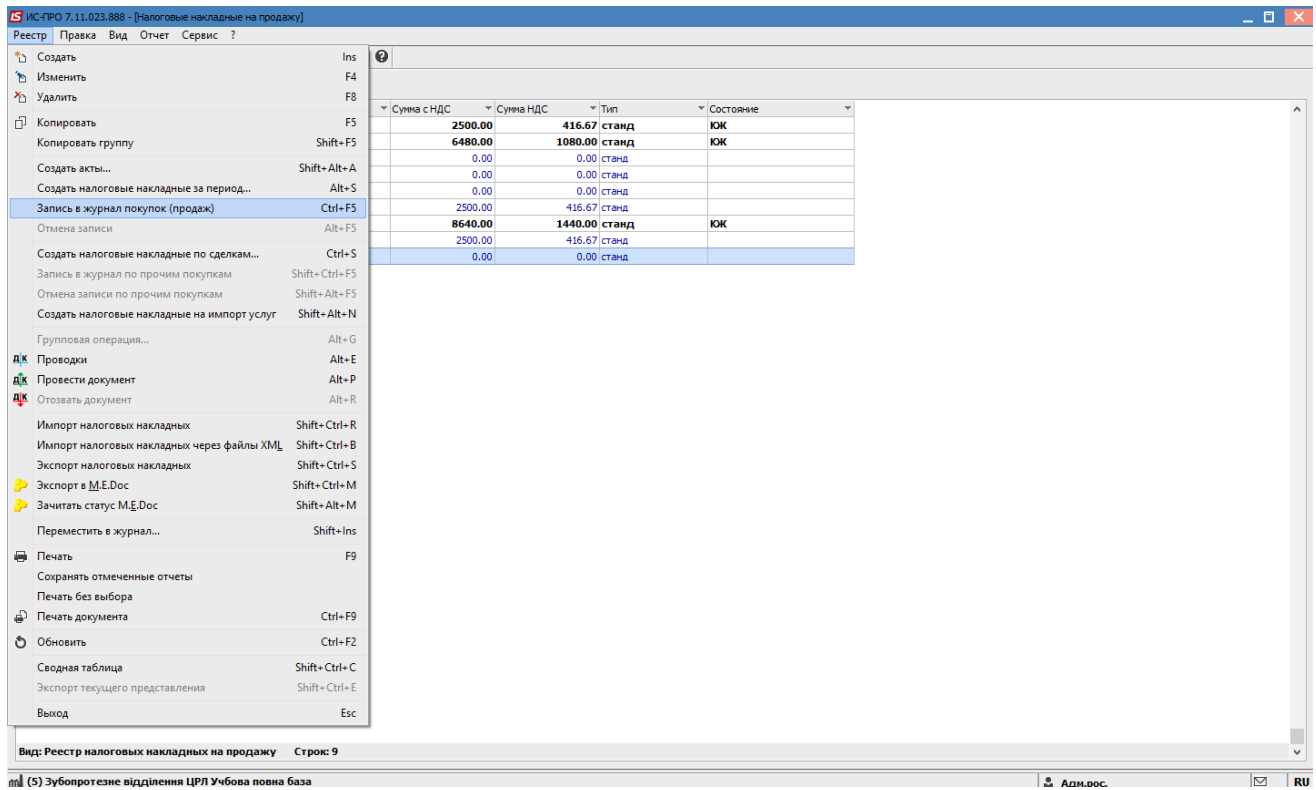 ИС-ПРО 7.11.023.888 - [Налоговые накладные на продажу]
Реестр Правка Вид Отчет Сервис ?
Создать Ins
Изменить F4
Удалить F8
Копировать F5
Копировать группу Shift+F5
Создать акты... Shift+Alt+A
Создать налоговые накладные за период... Alt+S
Запись в журнал покупок (продаж) Ctrl+F5
Отмена записи Alt+F5
Создать налоговые накладные по сделкам... Ctrl+S
Запись в журнал по прочим покупкам Shift+Ctrl+F5
Отмена записи по прочим покупкам Shift+Alt+F5
Создать налоговые накладные на импорт услуг Shift+Alt+N
Групповая операция... Alt+G
Проводки Alt+E
Провести документ Alt+P
Отозвать документ Alt+R
Импорт налоговых накладных Shift+Ctrl+R
Импорт налоговых накладных через файлы XML Shift+Ctrl+B
Экспорт налоговых накладных Shift+Ctrl+S
Экспорт в M.E.Doc Shift+Ctrl+M
Зачитать статус M.E.Doc Shift+Alt+M
Переместить в журнал... Shift+Ins
Печать F9
Сохранять отмеченные отчеты
Печать без выбора
Печать документа Ctrl+F9
Обновить Ctrl+F2
Сводная таблица Shift+Ctrl+C
Экспорт текущего представления Shift+Ctrl+E
Выход Esc
Сумма с НДС Сумма НДС Тип Состояние
2500.00 416.67 станд КЖ
6480.00 1080.00 станд КЖ
0.00 0.00 станд
0.00 0.00 станд
0.00 0.00 станд
2500.00 416.67 станд
8640.00 1440.00 станд КЖ
2500.00 416.67 станд
0.00 0.00 станд
Вид: Реестр налоговых накладных на продажу Строк: 9
(5) Зубопротезне відділення ЦРЛ Учбова повна база Адм.рос. RU